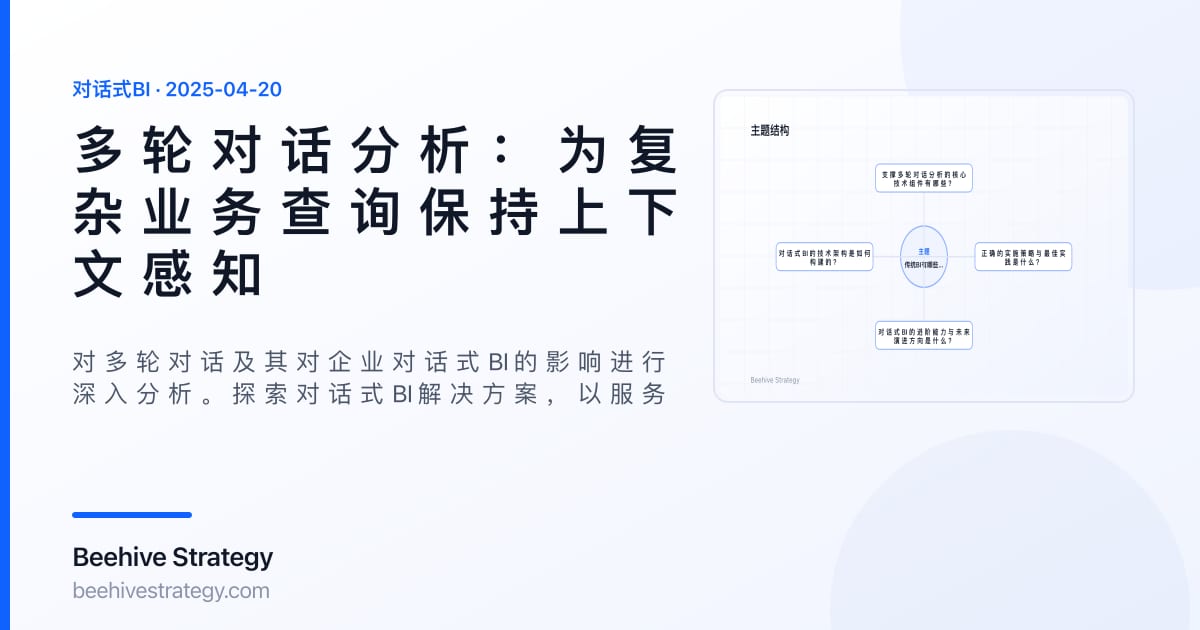 对话式BI · 2025-04-20
多轮对话分析：为复
杂业务查询保持上下
文感知
对多轮对话及其对企业对话式BI的影响进行
深入分析。探索对话式BI解决方案，以服务
Beehive Strategy
beehivestrategy.com
主题结构
支撑多轮对话分析的核心
技术组件有哪些？
对话式BI的技术架构是如何
构建的？
主题
传统BI有哪些...
正确的实施策略与最佳实
践是什么？
对话式BI的进阶能力与未来
演进方向是什么？
Beehive Strategy